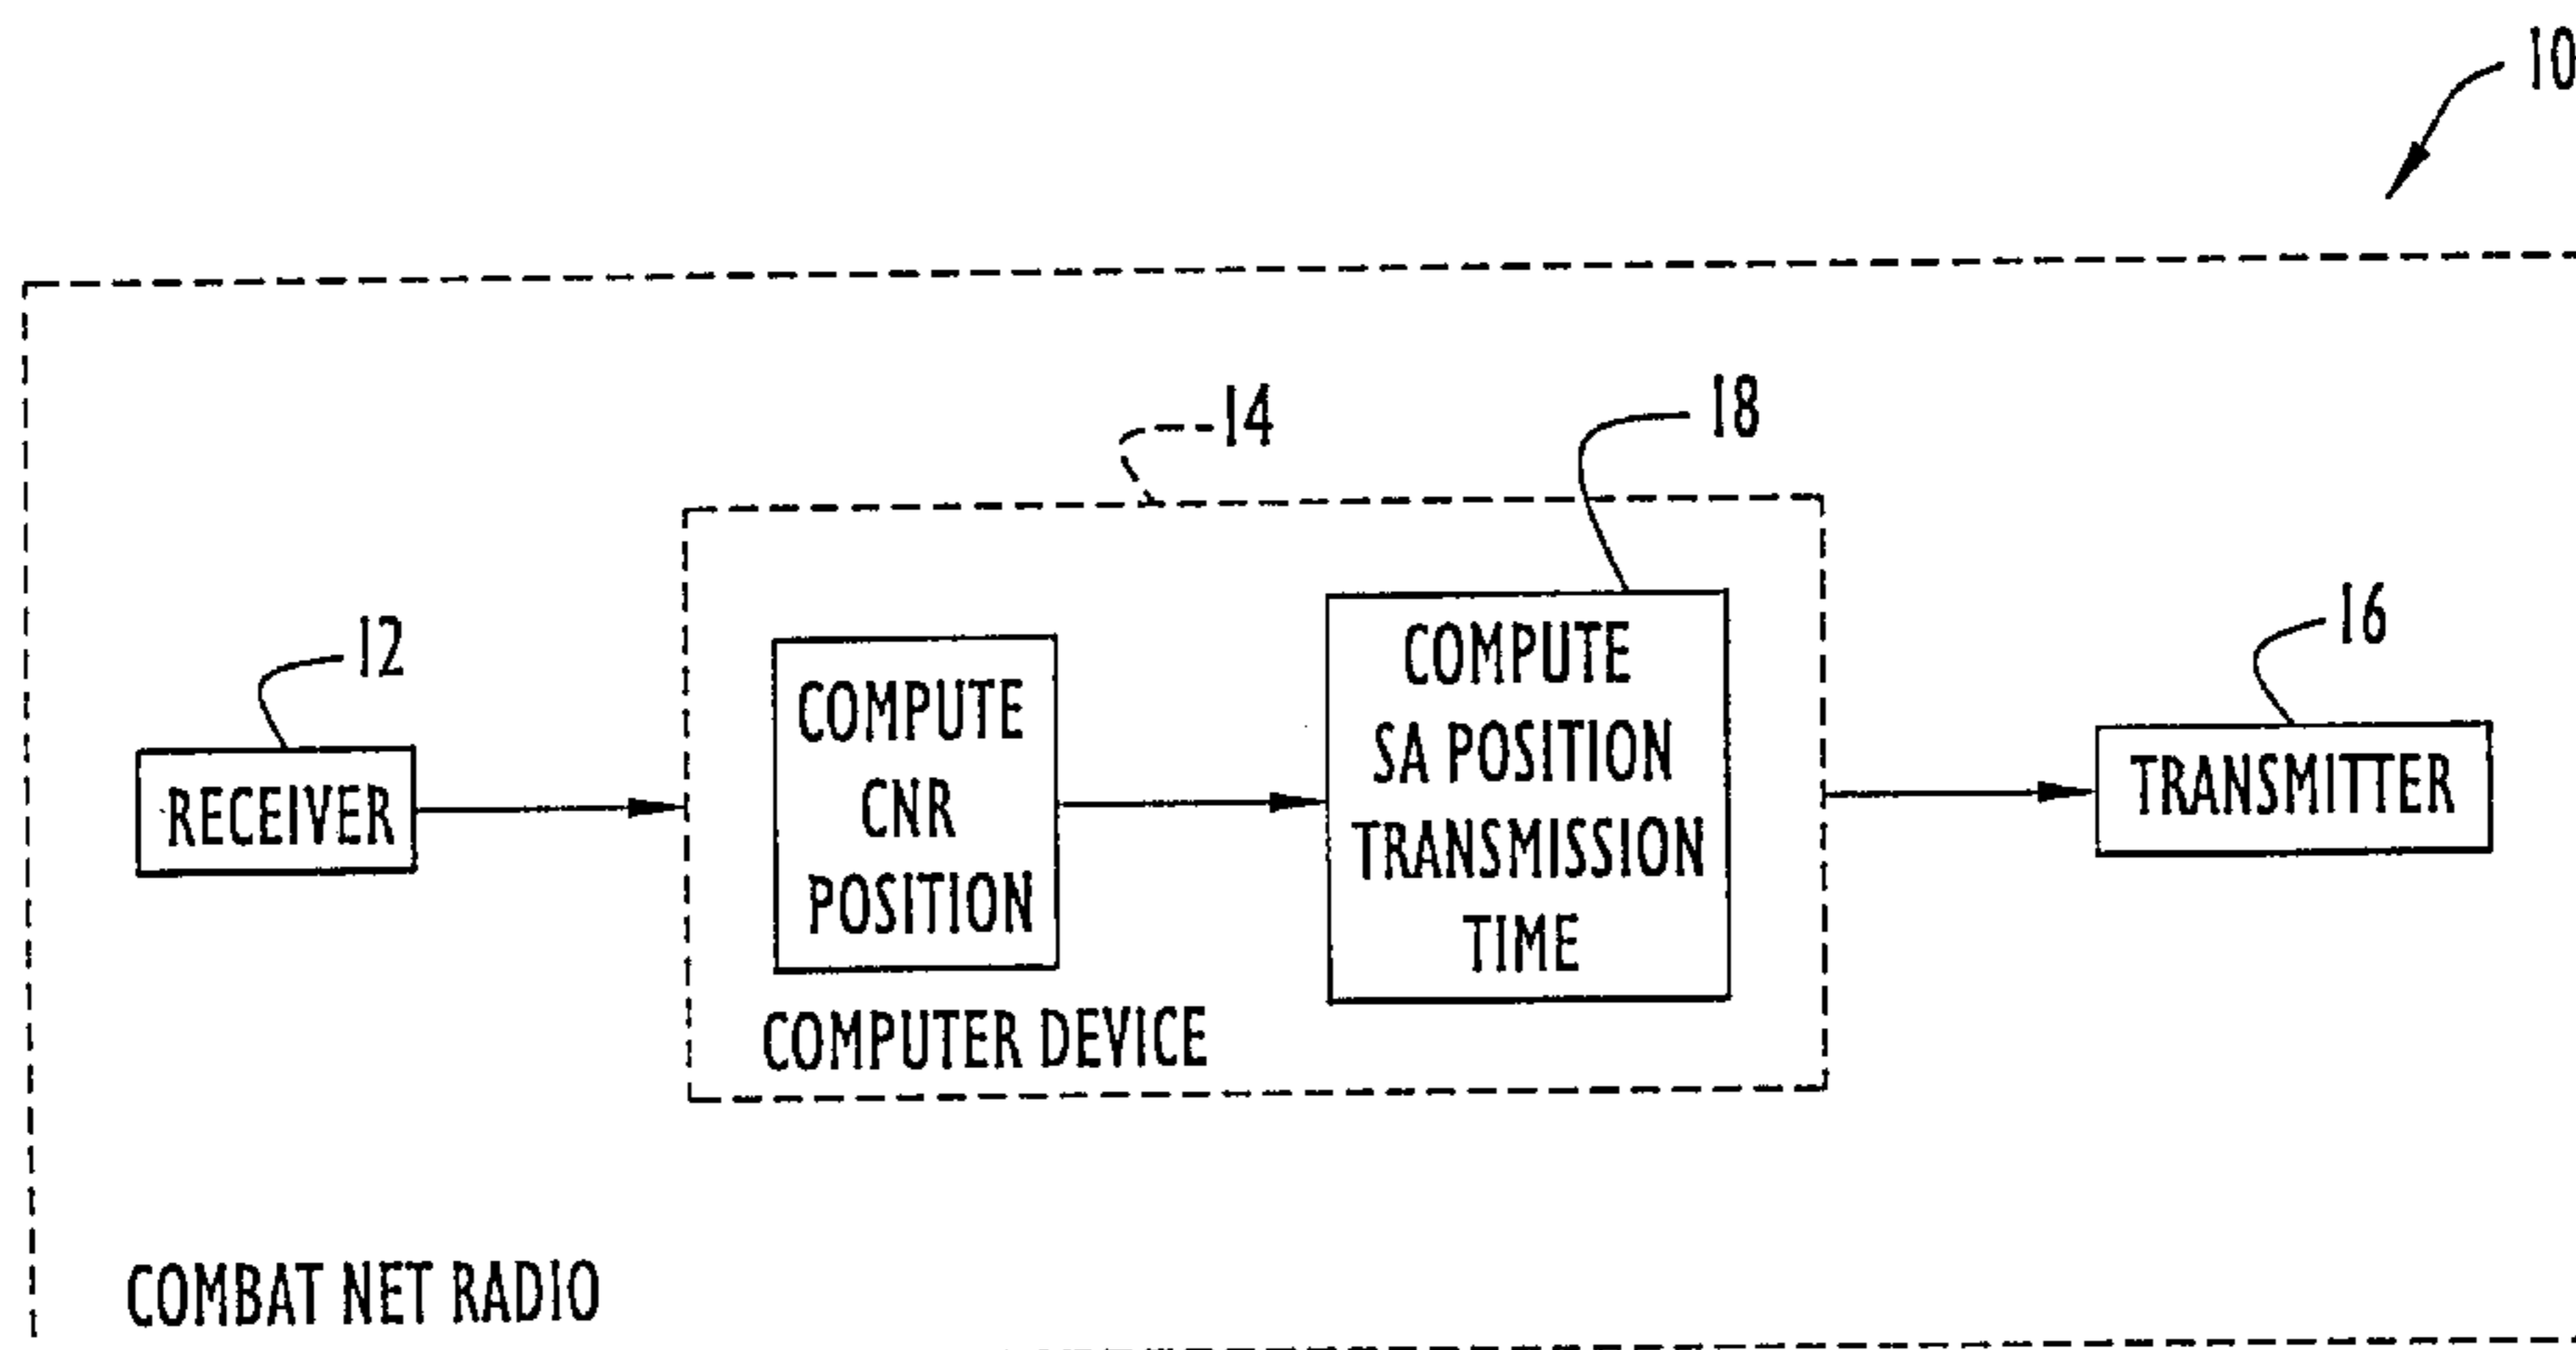 10
14
18
12
16
RECEIVER
COMPUTE
CNR
POSITION
COMPUTE
SA POSITION
TRANSMISSION
TIME
TRANSMITTER
COMPUTER DEVICE
COMBAT NET RADIO